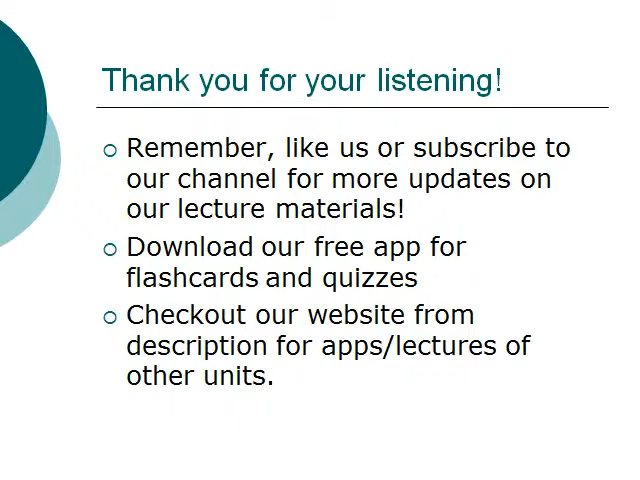 Thank you for your listening!
Remember, like us or subscribe to
our channel for more updates on
our lecture materials!
Download our free app for
flashcards and quizzes
Checkout our website from
description for apps/lectures of
other units.